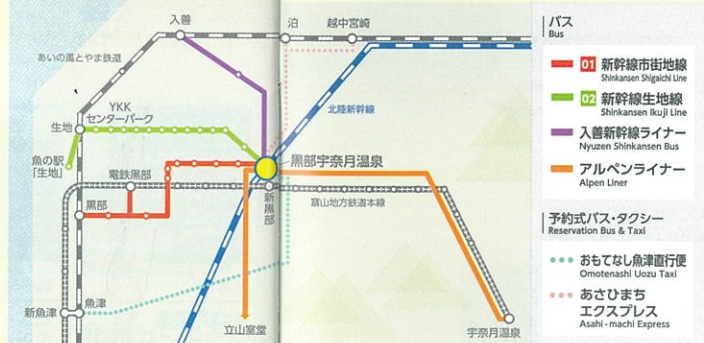 入善
泊
越中宮崎
あいの風とやま鉄道
北陸新幹線
YKK
センターパーク
生地
魚の駅
「生地」
黒部宇奈月温泉
電鉄黒部
新黒部
黒部
富山地方鉄道本線
新魚津
魚津
立山室堂
宇奈月温泉
バス
Bus
01 新幹線市街地線
Shinkansen Shigaichi Line
02 新幹線生地線
Shinkansen Ikuji Line
入善新幹線ライナー
Nyuzen Shinkansen Bus
アルペンライナー
Alpen Liner
予約式バス・タクシー
Reservation Bus & Taxi
おもてなし魚津直行便
Omotenashi Uozu Taxi
あさひまち
エクスプレス
Asahi-machi Express